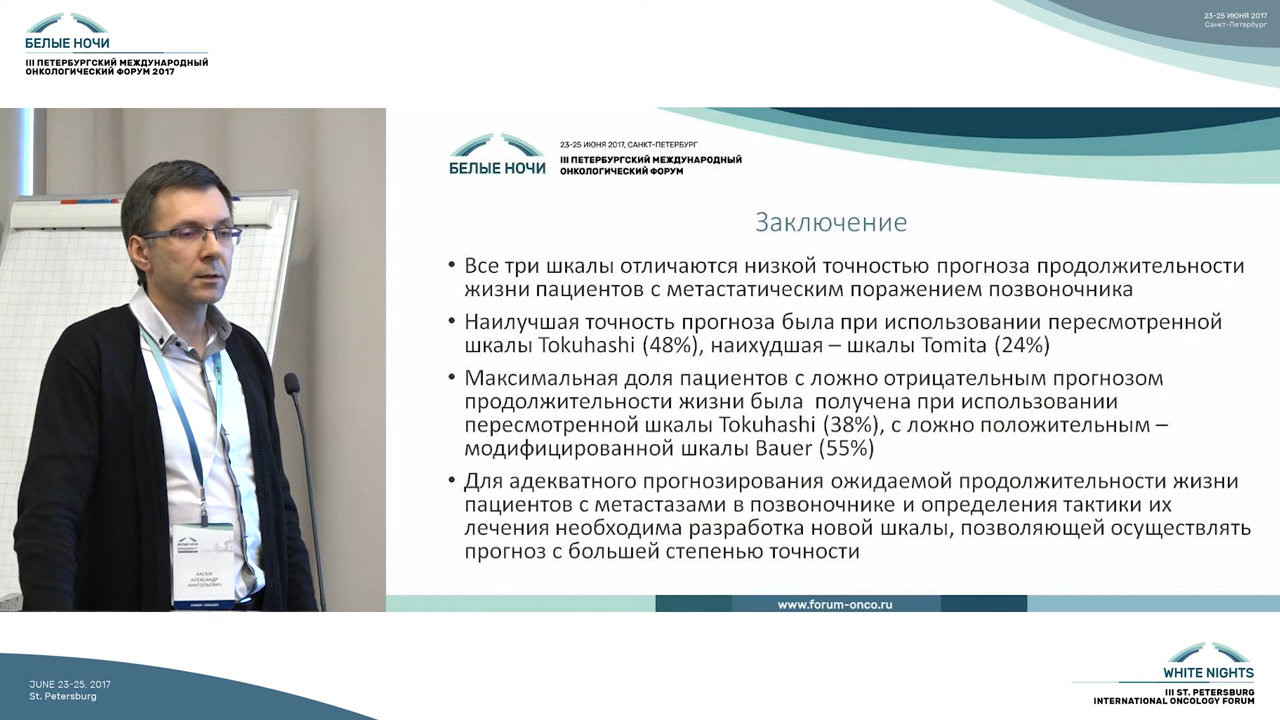 БЕЛЫЕ НОЧИ
III ПЕТЕРБУРГСКИЙ МЕЖДУНАРОДНЫЙ
ОНКОЛОГИЧЕСКИЙ ФОРУМ 2017
23-25 ИЮНЯ 2017
Санкт-Петербург
БЕЛЫЕ НОЧИ
23-25 ИЮНЯ 2017, САНКТ-ПЕТЕРБУРГ
III ПЕТЕРБУРГСКИЙ МЕЖДУНАРОДНЫЙ
ОНКОЛОГИЧЕСКИЙ ФОРУМ
Заключение
• Все три шкалы отличаются низкой точностью прогноза продолжительности
жизни пациентов с метастатическим поражением позвоночника
• Наилучшая точность прогноза была при использовании пересмотренной
шкалы Tokuhashi (48%), наихудшая – шкалы Tomita (24%)
• Максимальная доля пациентов с ложно отрицательным прогнозом
продолжительности жизни была получена при использовании
пересмотренной шкалы Tokuhashi (38%), с ложно положительным –
модифицированной шкалы Bauer (55%)
• Для адекватного прогнозирования ожидаемой продолжительности жизни
пациентов с метастазами в позвоночнике и определения тактики их
лечения необходима разработка новой шкалы, позволяющей осуществлять
прогноз с большей степенью точности
www.forum-onco.ru
БЕЛЫЕ НОЧИ
АЛЕКСАНДР
АНАТОЛЬЕВИЧ
JUNE 23-25, 2017
St. Petersburg
WHITE NIGHTS
III ST. PETERSBURG
INTERNATIONAL ONCOLOGY FORUM